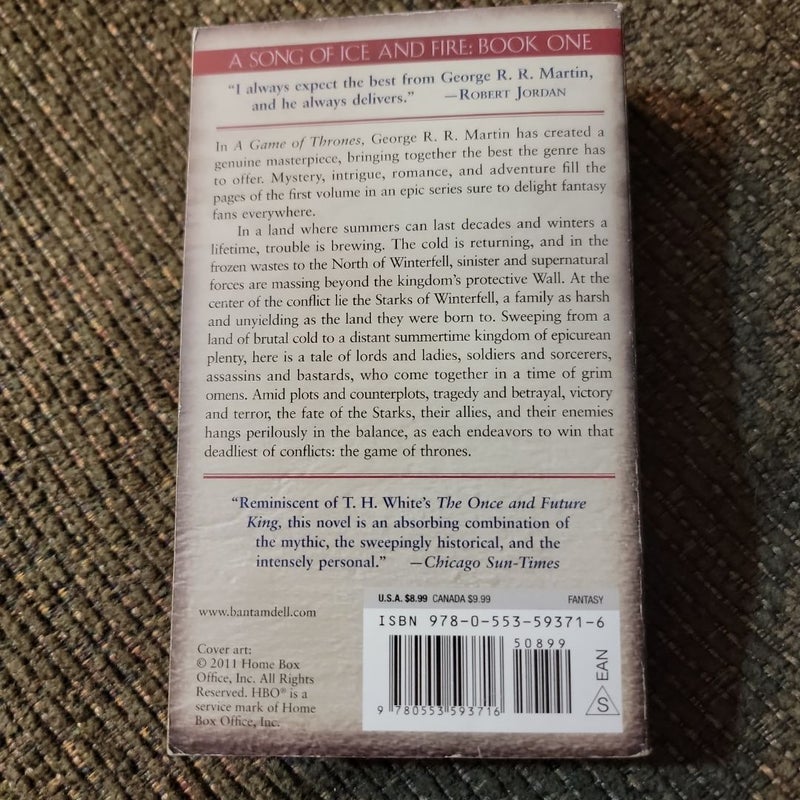 A SONG OF ICE AND FIRE: BOOK ONE
“I always expect the best from George R. R. Martin,
and he always delivers.” —ROBERT JORDAN
In A Game of Thrones, George R. R. Martin has created a
genuine masterpiece, bringing together the best the genre has
to offer. Mystery, intrigue, romance, and adventure fill the
pages of the first volume in an epic series sure to delight fantasy
fans everywhere.
In a land where summers can last decades and winters a
lifetime, trouble is brewing. The cold is returning, and in the
frozen wastes to the North of Winterfell, sinister and supernatural
forces are massing beyond the kingdom’s protective Wall. At the
center of the conflict lie the Starks of Winterfell, a family as harsh
and unyielding as the land they were born to. Sweeping from a
land of brutal cold to a distant summertime kingdom of epicurean
plenty, here is a tale of lords and ladies, soldiers and sorcerers,
assassins and bastards, who come together in a time of grim
omens. Amid plots and counterplots, tragedy and betrayal, victory
and terror, the fate of the Starks, their allies, and their enemies
hangs perilously in the balance, as each endeavors to win that
deadliest of conflicts: the game of thrones.
“Reminiscent of T. H. White’s The Once and Future
King, this novel is an absorbing combination of
the mythic, the sweepingly historical, and the
intensely personal.” —Chicago Sun-Times
U.S.A. $8.99 CANADA $9.99 FANTASY
ISBN 978-0-553-59371-6
50899
9 780553 593716
EAN
S
www.bantamdell.com
Cover art:
© 2011 Home Box
Office, Inc. All Rights
Reserved. HBO® is a
service mark of Home
Box Office, Inc.